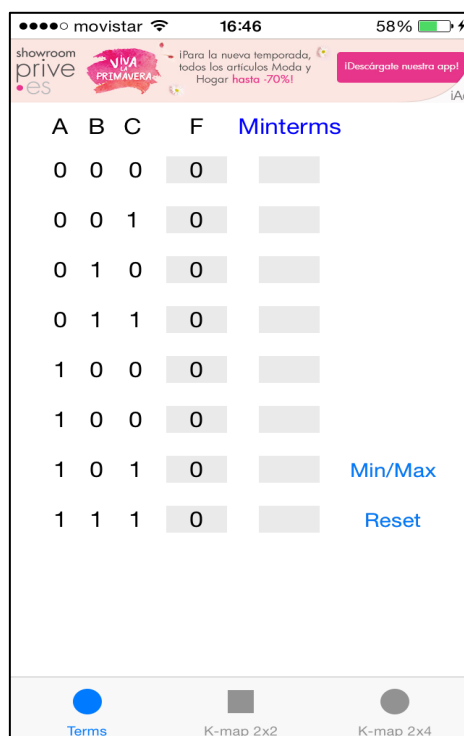 movistar 16:46 58%
showroom
prive
.es
VIVA
LA
PRIMAVERA
¡Para la nueva temporada,
todos los artículos Moda y
Hogar hasta -70%!
¡Descárgate nuestra app!
iA
A B C F Minterms
0 0 0 0
0 0 1 0
0 1 0 0
0 1 1 0
1 0 0 0
1 0 0 0
1 0 1 0 Min/Max
1 1 1 0 Reset
Terms K-map 2x2 K-map 2x4